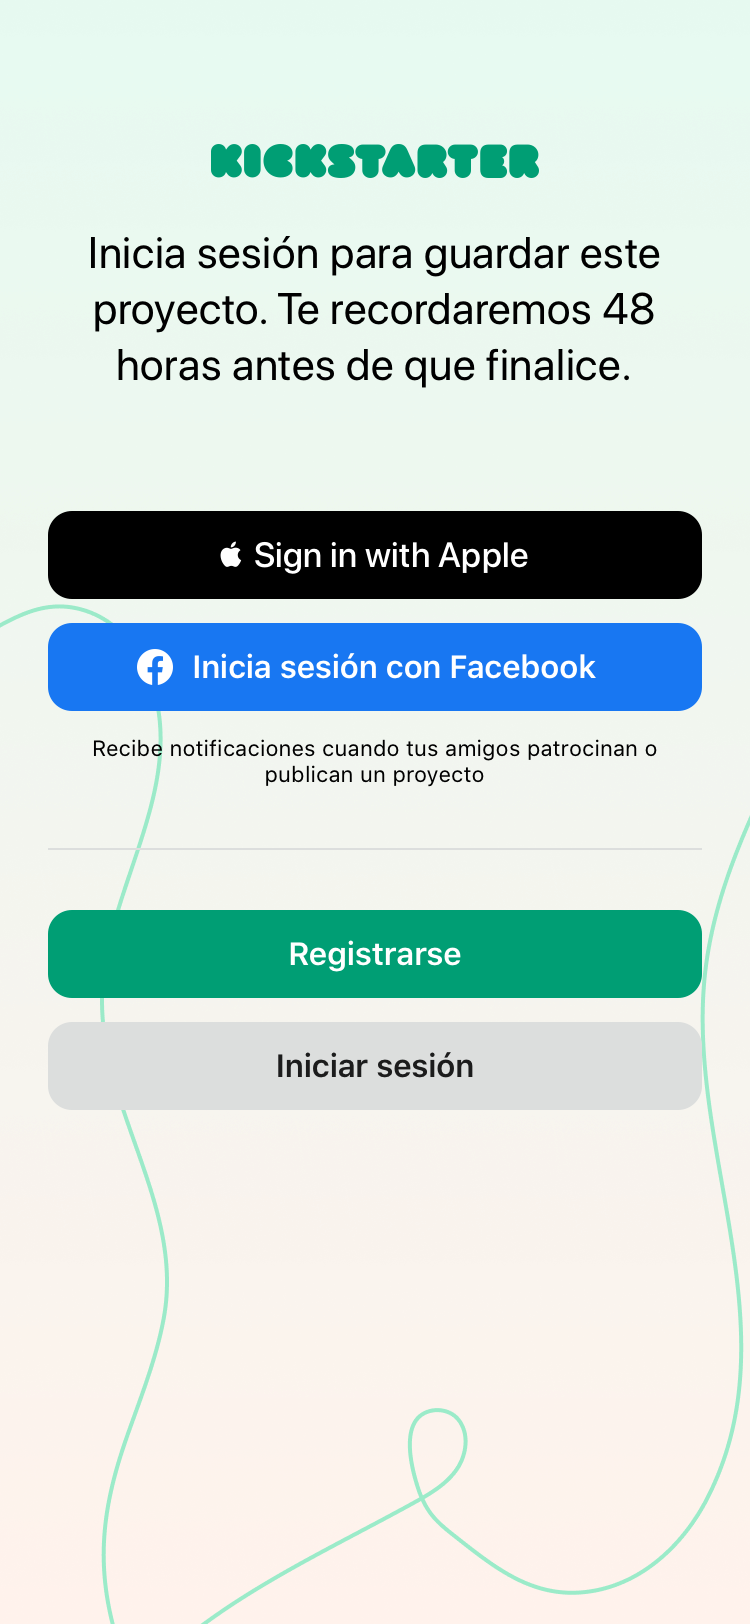 KICKSTARTER
Inicia sesión para guardar este
proyecto. Te recordaremos 48
horas antes de que finalice.
Sign in with Apple
Inicia sesión con Facebook
Recibe notificaciones cuando tus amigos patrocinan o
publican un proyecto
Registrarse
Iniciar sesión